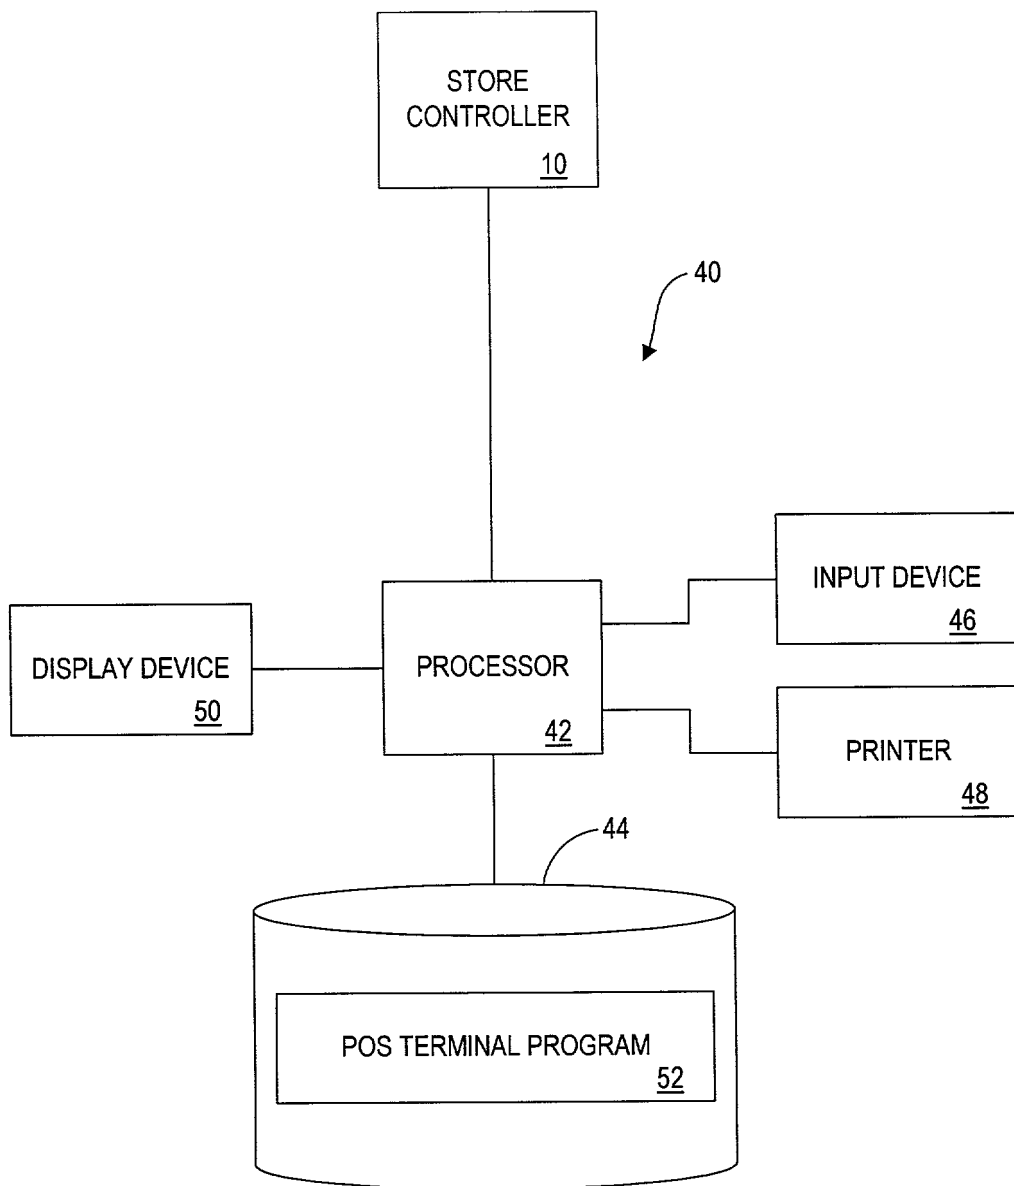 STORE
CONTROLLER
10
40
INPUT DEVICE
46
DISPLAY DEVICE
50
PROCESSOR
42
PRINTER
48
44
POS TERMINAL PROGRAM
52